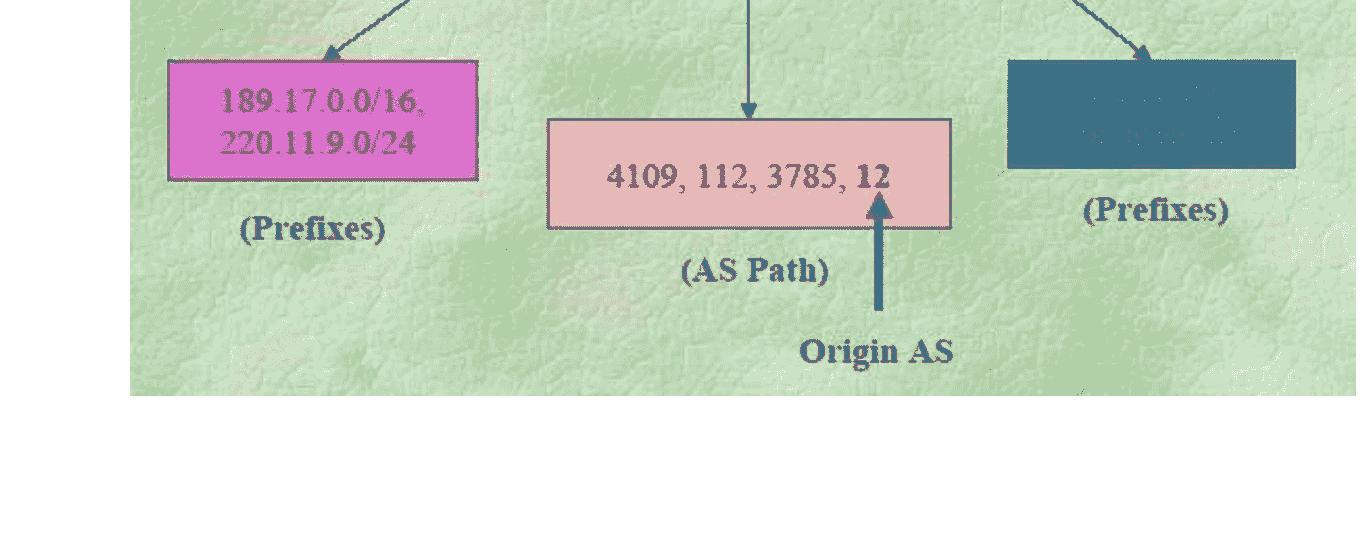 189.17.0.0/16,
220.11.9.0/24
(Prefixes)
4109, 112, 3785, 12
(AS Path)
Origin AS
(Prefixes)